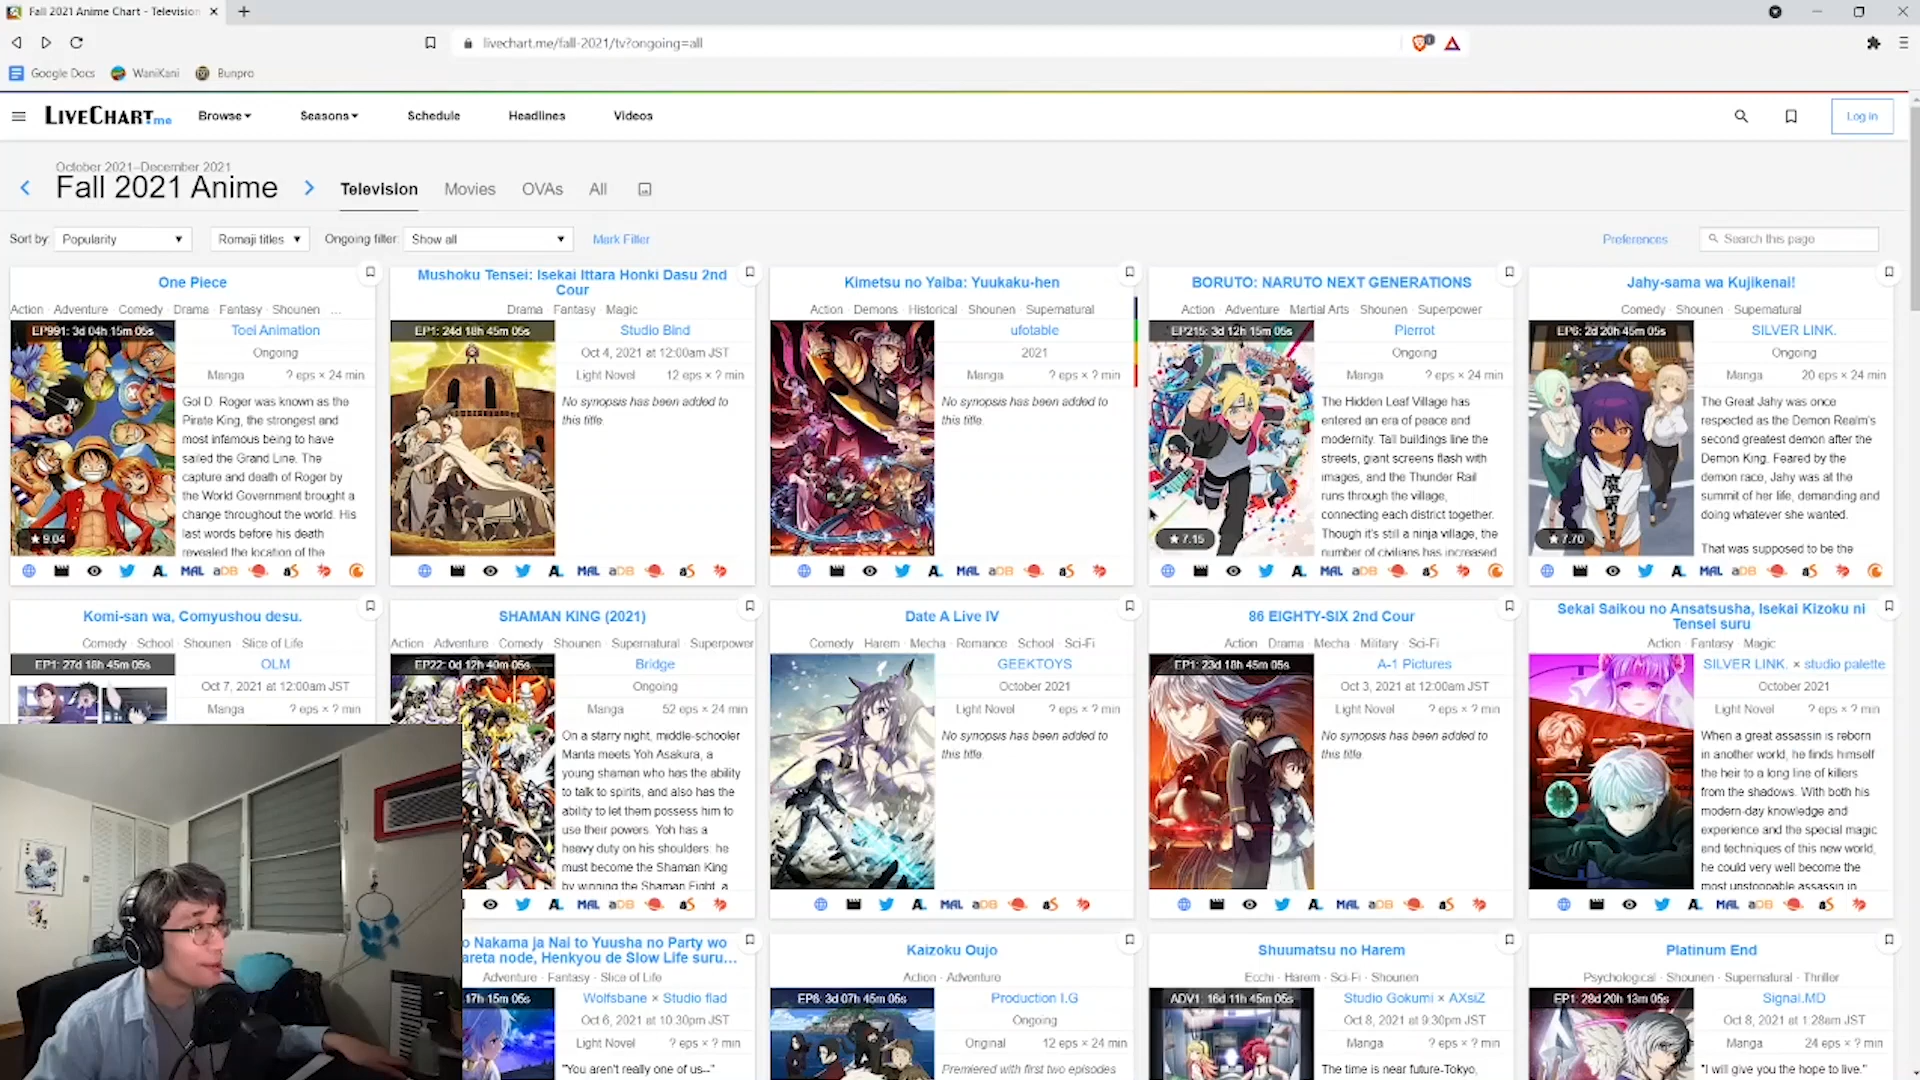 Fall 2021 Anime Chart - Television
livechart.me/fall-2021/tv?ongoing=all
Google Docs WaniKani Bunpro
LIVECHART.me Browse Seasons Schedule Headlines Videos Log in
October 2021–December 2021
Fall 2021 Anime Television Movies OVAs All
Sort by: Popularity Romaji titles Ongoing filter: Show all Mark Filter Preferences Search this page
One Piece
Action · Adventure · Comedy · Drama · Fantasy · Shounen ...
EP991: 3d 04h 15m 05s
Toei Animation
Ongoing
Manga ? eps × 24 min
Gol D. Roger was known as the
Pirate King, the strongest and
most infamous being to have
sailed the Grand Line. The
capture and death of Roger by
the World Government brought a
change throughout the world. His
last words before his death
revealed the location of the
9.04
MAL aDB aS
Mushoku Tensei: Isekai Ittara Honki Dasu 2nd
Cour
Drama · Fantasy · Magic
EP1: 24d 18h 45m 05s
Studio Bind
Oct 4, 2021 at 12:00am JST
Light Novel 12 eps × ? min
No synopsis has been added to
this title.
MAL aDB aS
Kimetsu no Yaiba: Yuukaku-hen
Action · Demons · Historical · Shounen · Supernatural
ufotable
2021
Manga ? eps × ? min
No synopsis has been added to
this title.
MAL aDB aS
BORUTO: NARUTO NEXT GENERATIONS
Action · Adventure · Martial Arts · Shounen · Superpower
EP215: 3d 12h 15m 05s
Pierrot
Ongoing
Manga ? eps × 24 min
The Hidden Leaf Village has
entered an era of peace and
modernity. Tall buildings line the
streets, giant screens flash with
images, and the Thunder Rail
runs through the village,
connecting each district together.
Though it's still a ninja village, the
number of civilians has increased
7.15
MAL aDB aS
Jahy-sama wa Kujikenai!
Comedy · Shounen · Supernatural
EP6: 2d 20h 45m 05s
SILVER LINK.
Ongoing
Manga 20 eps × 24 min
The Great Jahy was once
respected as the Demon Realm's
second greatest demon after the
Demon King. Feared by the
demon race, Jahy was at the
summit of her life, demanding and
doing whatever she wanted.
That was supposed to be the
魔界
7.70
MAL aDB aS
Komi-san wa, Comyushou desu.
Comedy · School · Shounen · Slice of Life
EP1: 27d 18h 45m 05s
OLM
Oct 7, 2021 at 12:00am JST
Manga ? eps × ? min
SHAMAN KING (2021)
Action · Adventure · Comedy · Shounen · Supernatural · Superpower
EP22: 0d 12h 40m 05s
Bridge
Ongoing
Manga 52 eps × 24 min
On a starry night, middle-schooler
Manta meets Yoh Asakura, a
young shaman who has the ability
to talk to spirits, and also has the
ability to let them possess him to
use their powers. Yoh has a
heavy duty on his shoulders: he
must become the Shaman King
by winning the Shaman Fight, a
MAL aDB aS
Date A Live IV
Comedy · Harem · Mecha · Romance · School · Sci-Fi
GEEKTOYS
October 2021
Light Novel ? eps × ? min
No synopsis has been added to
this title.
MAL aDB aS
86 EIGHTY-SIX 2nd Cour
Action · Drama · Mecha · Military · Sci-Fi
EP1: 23d 18h 45m 05s
A-1 Pictures
Oct 3, 2021 at 12:00am JST
Light Novel ? eps × ? min
No synopsis has been added to
this title.
MAL aDB aS
Sekai Saikou no Ansatsusha, Isekai Kizoku ni
Tensei suru
Action · Fantasy · Magic
SILVER LINK. × studio palette
October 2021
Light Novel ? eps × ? min
When a great assassin is reborn
in another world, he finds himself
the heir to a long line of killers
from the shadows. With both his
modern-day knowledge and
experience and the special magic
and techniques of this new world,
he could very well become the
most unstoppable assassin in
MAL aDB aS
o Nakama ja Nai to Yuusha no Party wo
areta node, Henkyou de Slow Life suru...
Adventure · Fantasy · Slice of Life
17h 15m 05s
Wolfsbane × Studio flad
Oct 6, 2021 at 10:30pm JST
Light Novel ? eps × ? min
"You aren't really one of us--"
Kaizoku Oujo
Action · Adventure
EP6: 3d 07h 45m 05s
Production I.G
Ongoing
Original 12 eps × 24 min
Premiered with first two episodes
Shuumatsu no Harem
Ecchi · Harem · Sci-Fi · Shounen
ADV1: 16d 11h 45m 05s
Studio Gokumi × AXsiZ
Oct 8, 2021 at 9:30pm JST
Manga ? eps × ? min
The time is near future-Tokyo,
Platinum End
Psychological · Shounen · Supernatural · Thriller
EP1: 28d 20h 13m 05s
Signal.MD
Oct 8, 2021 at 1:28am JST
Manga 24 eps × ? min
"I will give you the hope to live."